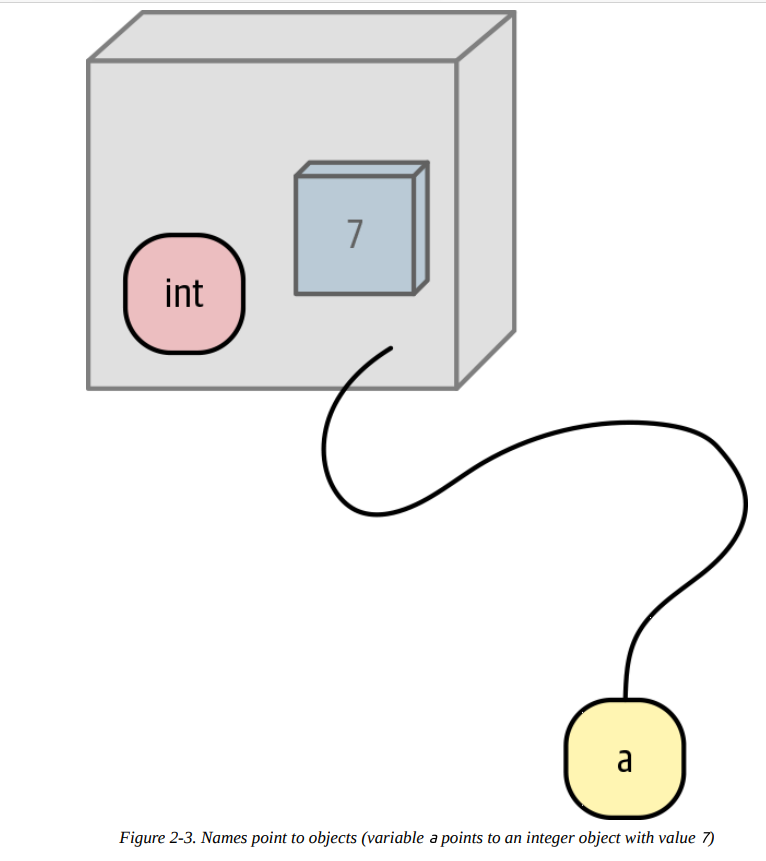 7
int
a
Figure 2-3. Names point to objects (variable a points to an integer object with value 7)